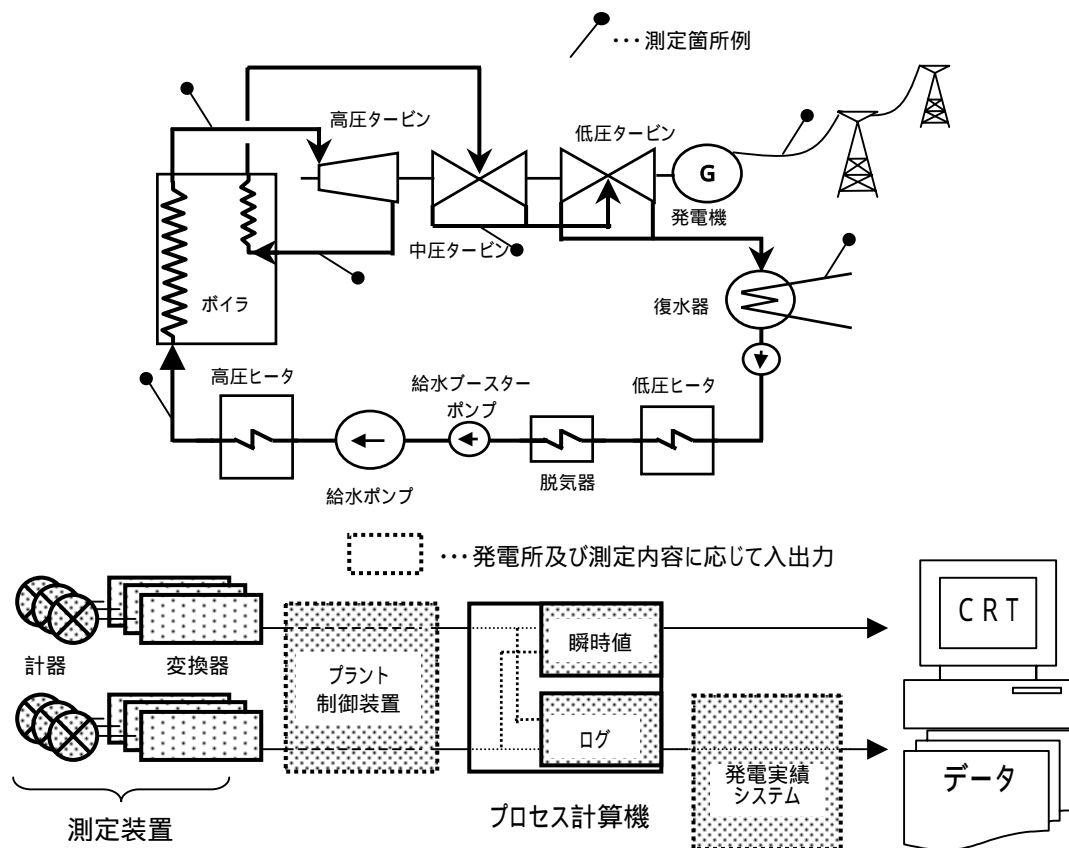 ･･･測定箇所例
高圧タービン
低圧タービン
G
発電機
中圧タービン
ボイラ
復水器
高圧ヒータ
給水ブースター
ポンプ
低圧ヒータ
脱気器
給水ポンプ
･･･発電所及び測定内容に応じて入出力
CRT
瞬時値
計器
変換器
プラント
制御装置
ログ
発電実績
システム
データ
プロセス計算機
測定装置